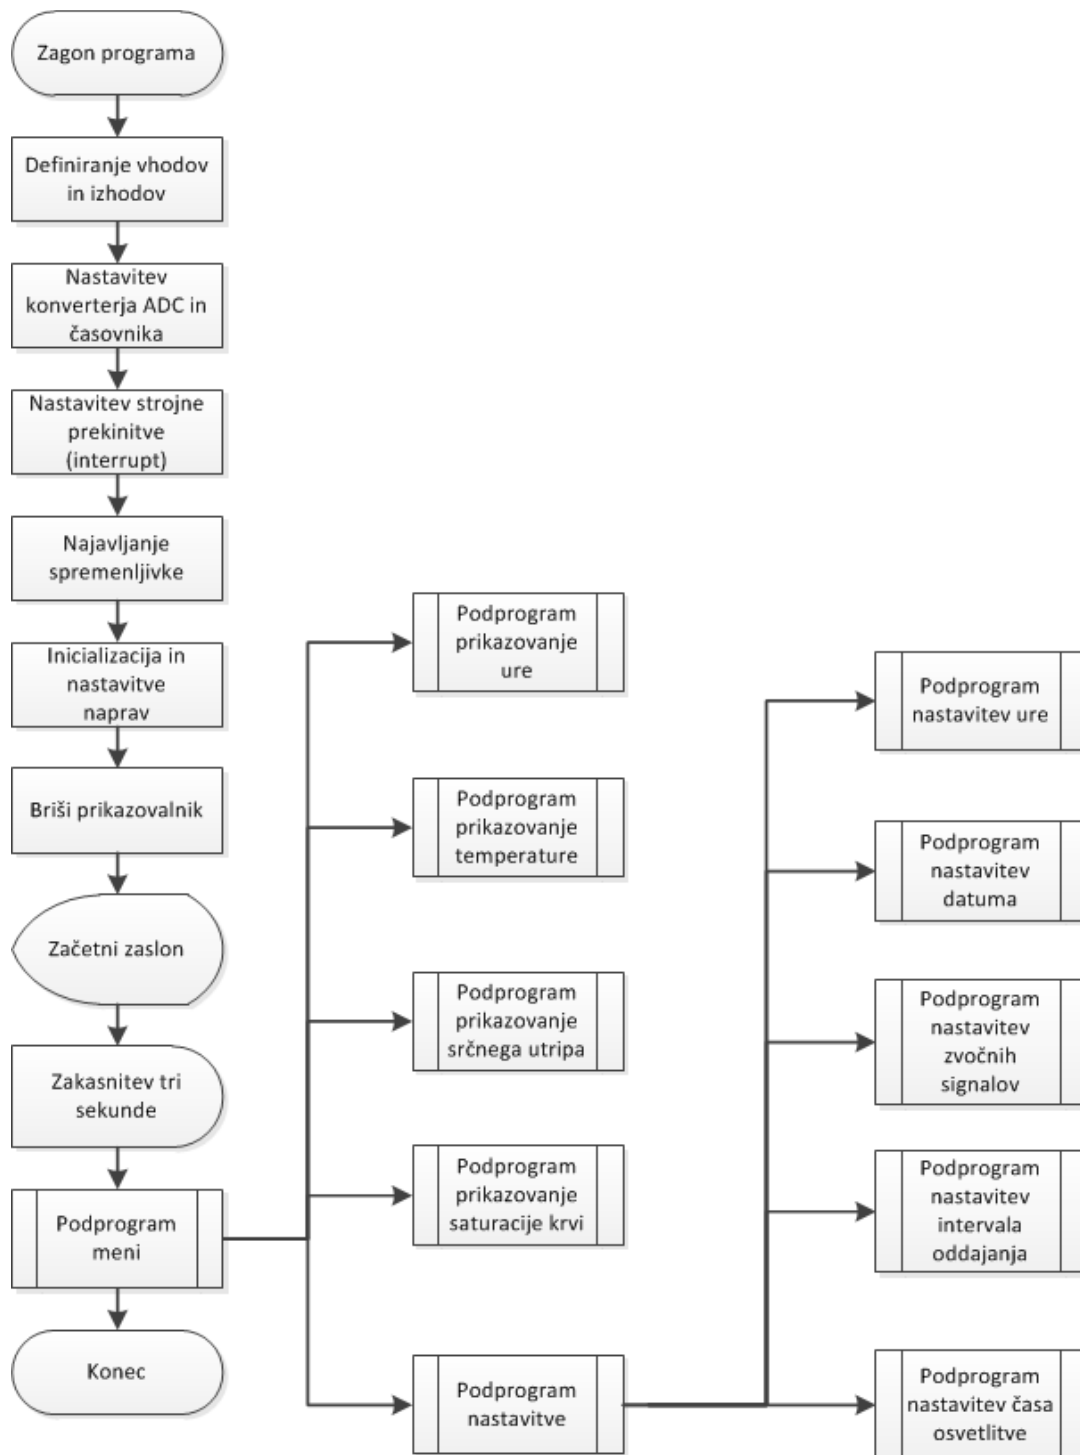 Zagon programa
Definiranje vhodov
in izhodov
Nastavitev
konverterja ADC in
časovnika
Nastavitev strojne
prekinitve
(interrupt)
Najavljanje
spremenljivke
Inicializacija in
nastavitve
naprav
Briši prikazovalnik
Začetni zaslon
Zakasnitev tri
sekunde
Podprogram
meni
Konec
Podprogram
prikazovanje
ure
Podprogram
prikazovanje
temperature
Podprogram
prikazovanje
srčnega utripa
Podprogram
prikazovanje
saturacije krvi
Podprogram
nastavitve
Podprogram
nastavitev ure
Podprogram
nastavitev
datuma
Podprogram
nastavitev
zvočnih
signalov
Podprogram
nastavitev
intervala
oddajanja
Podprogram
nastavitev časa
osvetlitve